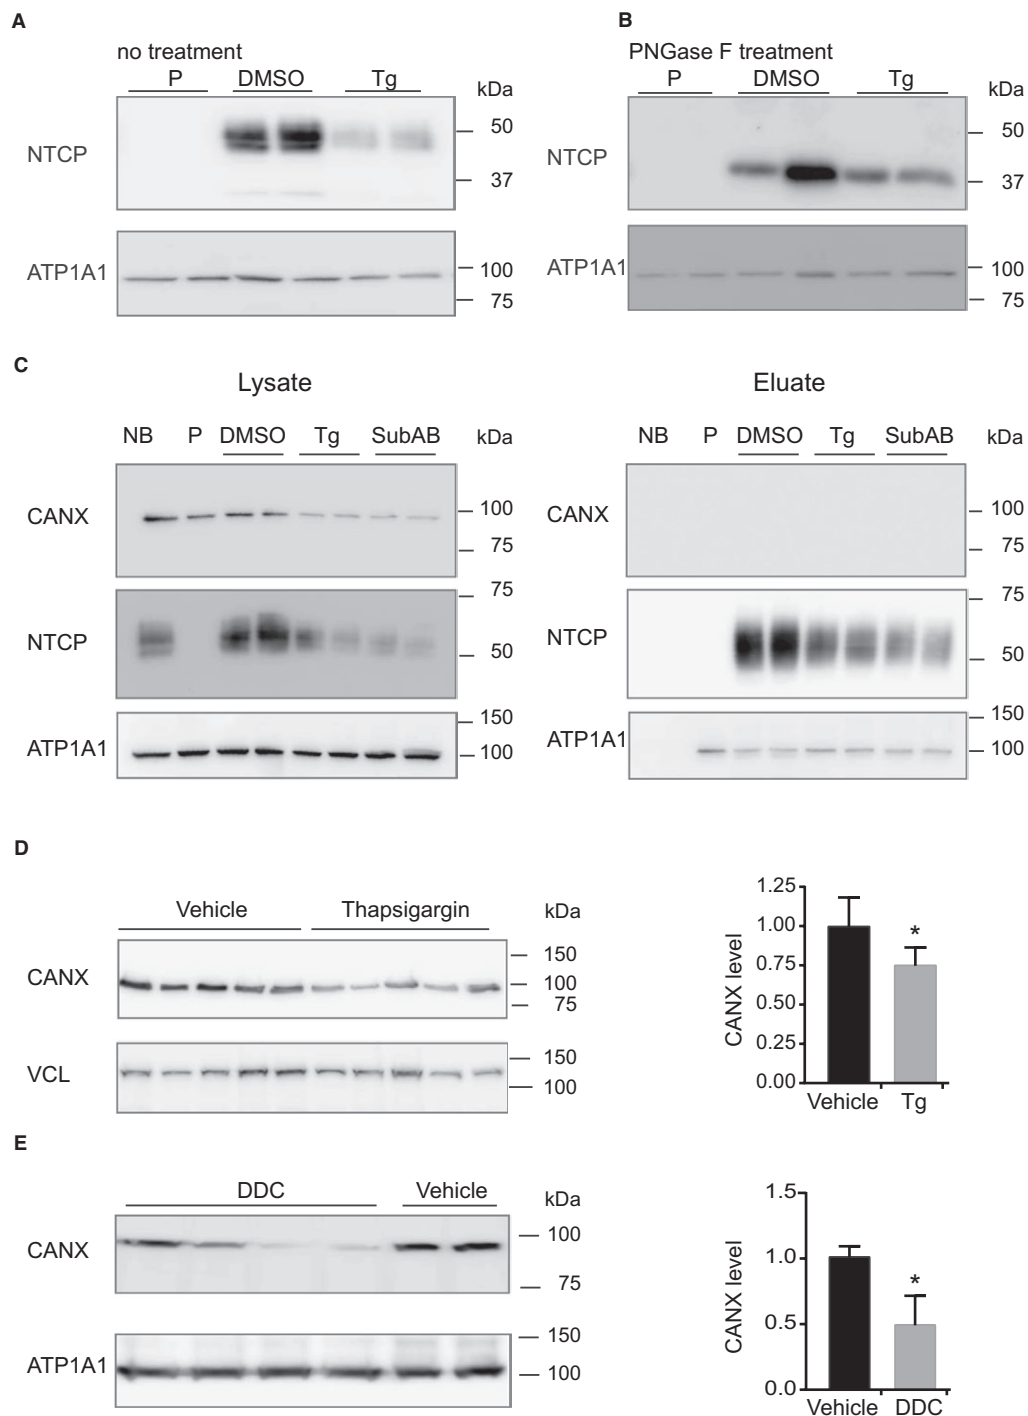 A
no treatment
P DMSO Tg
kDa
NTCP
50
37
ATP1A1
100
75
B
PNGase F treatment
P DMSO Tg
kDa
NTCP
50
37
ATP1A1
100
75
C
Lysate
NB P DMSO Tg SubAB kDa
CANX
100
75
NTCP
75
50
ATP1A1
150
100
Eluate
NB P DMSO Tg SubAB kDa
CANX
100
75
NTCP
75
50
ATP1A1
150
100
D
Vehicle Thapsigargin kDa
CANX
150
100
75
VCL
150
100
CANX level
1.25
1.00
0.75
0.50
0.25
0.00
*
Vehicle Tg
E
DDC Vehicle kDa
CANX
100
75
ATP1A1
150
100
CANX level
1.5
1.0
0.5
0.0
*
Vehicle DDC